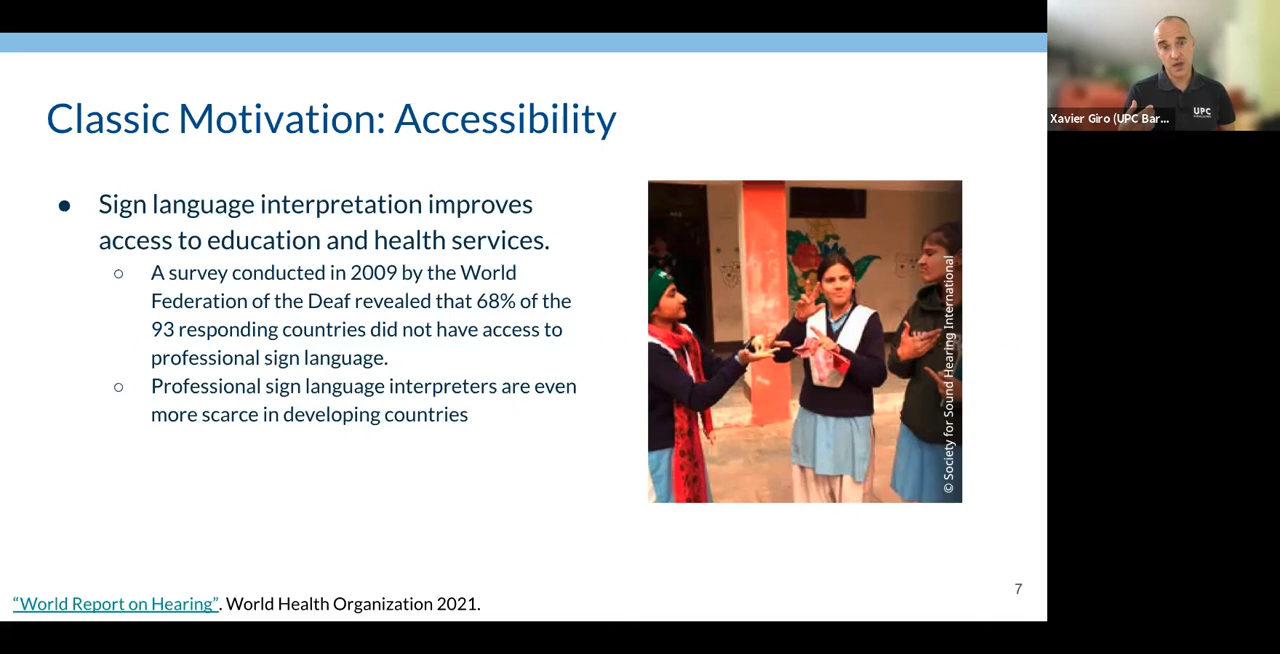 Classic Motivation: Accessibility
● Sign language interpretation improves
access to education and health services.
○ A survey conducted in 2009 by the World
Federation of the Deaf revealed that 68% of the
93 responding countries did not have access to
professional sign language.
○ Professional sign language interpreters are even
more scarce in developing countries
© Society for Sound Hearing International
7
“World Report on Hearing”. World Health Organization 2021.
UPC
Xavier Giro (UPC Bar...